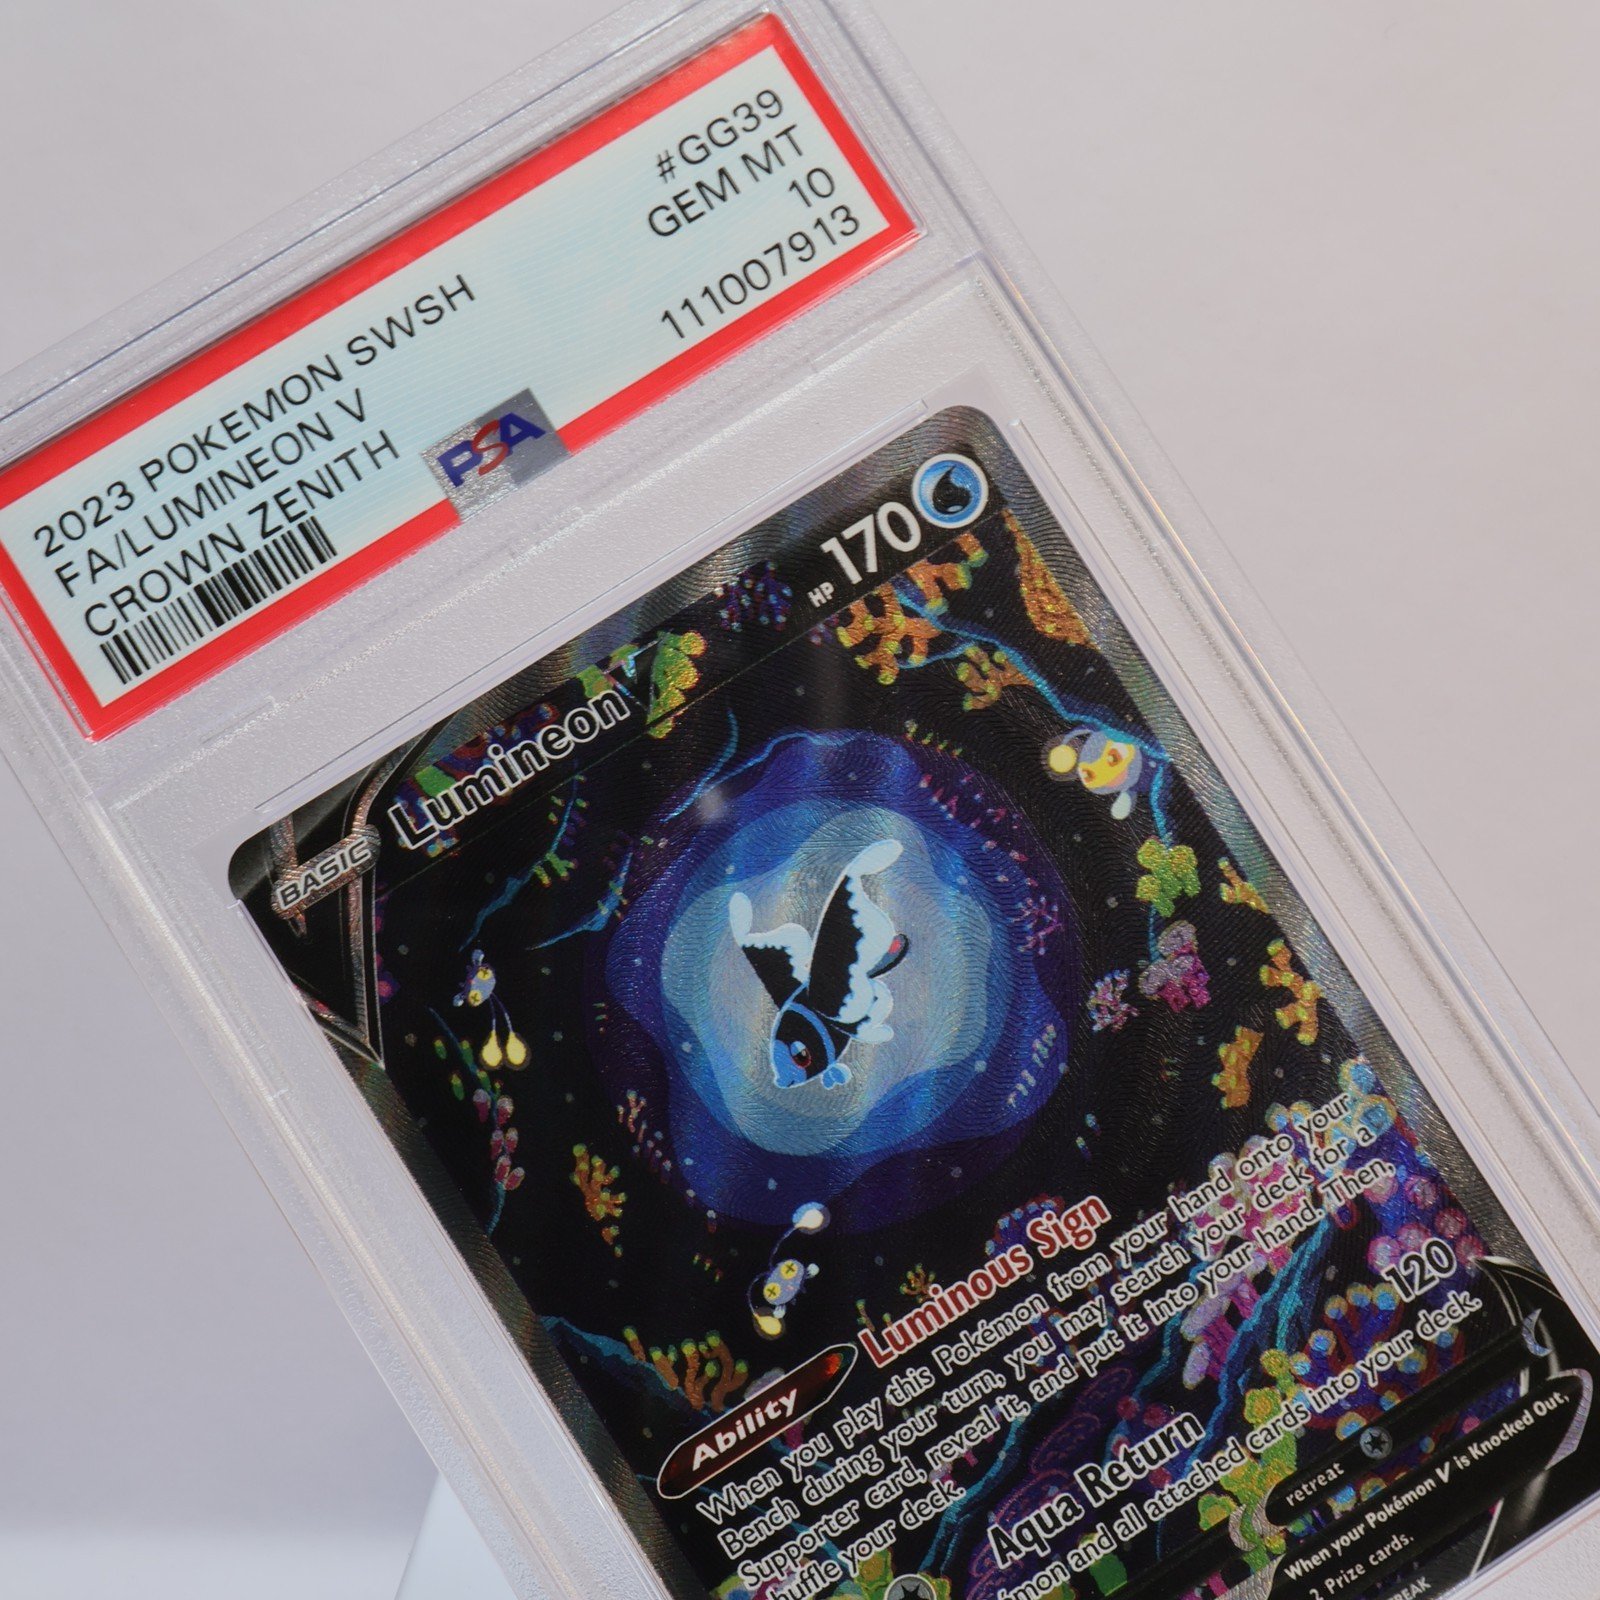 2023 POKEMON SWSH
FA/LUMINEON V
CROWN ZENITH
#GG39
GEM MT
10
111007913
PSA
BASIC
Lumineon V
HP 170
Ability
Luminous Sign
When you play this Pokémon from your hand onto your
Bench during your turn, you may search your deck for a
Supporter card, reveal it, and put it into your hand. Then,
huffle your deck.
Aqua Return
120
émon and all attached cards into your deck.
retreat
When your Pokémon V is Knocked Out,
2 Prize cards.